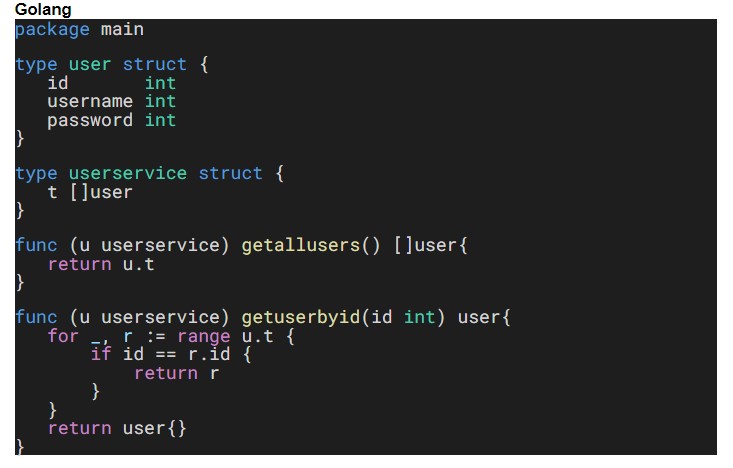 Golang
package main
type user struct {
   id       int
   username int
   password int
}
type userservice struct {
   t []user
}
func (u userservice) getallusers() []user{
   return u.t
}
func (u userservice) getuserbyid(id int) user{
   for _, r := range u.t {
       if id == r.id {
           return r
       }
   }
   return user{}
}